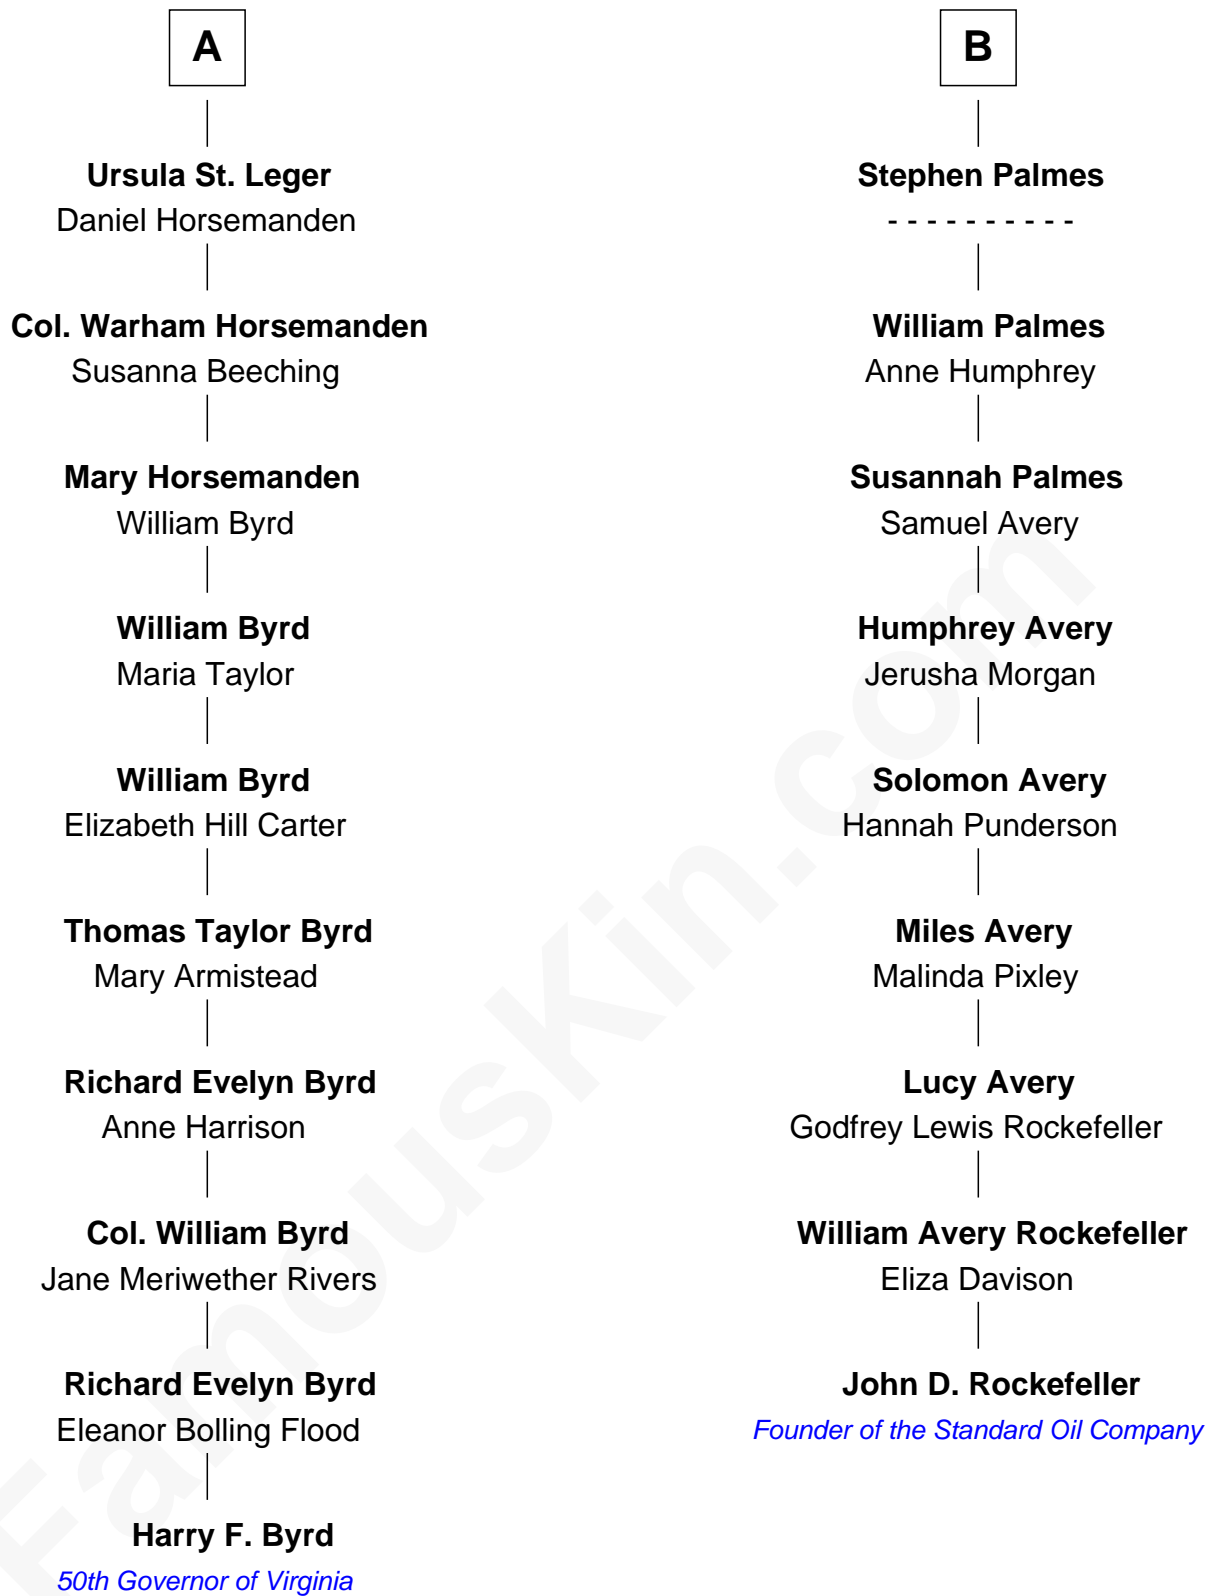 A
Ursula St. Leger
Daniel Horsemanden
Col. Warham Horsemanden
Susanna Beeching
Mary Horsemanden
William Byrd
William Byrd
Maria Taylor
William Byrd
Elizabeth Hill Carter
Thomas Taylor Byrd
Mary Armistead
Richard Evelyn Byrd
Anne Harrison
Col. William Byrd
Jane Meriwether Rivers
Richard Evelyn Byrd
Eleanor Bolling Flood
Harry F. Byrd
50th Governor of Virginia
B
Stephen Palmes
- - - - - - - - - -
William Palmes
Anne Humphrey
Susannah Palmes
Samuel Avery
Humphrey Avery
Jerusha Morgan
Solomon Avery
Hannah Punderson
Miles Avery
Malinda Pixley
Lucy Avery
Godfrey Lewis Rockefeller
William Avery Rockefeller
Eliza Davison
John D. Rockefeller
Founder of the Standard Oil Company
FamousKin.com